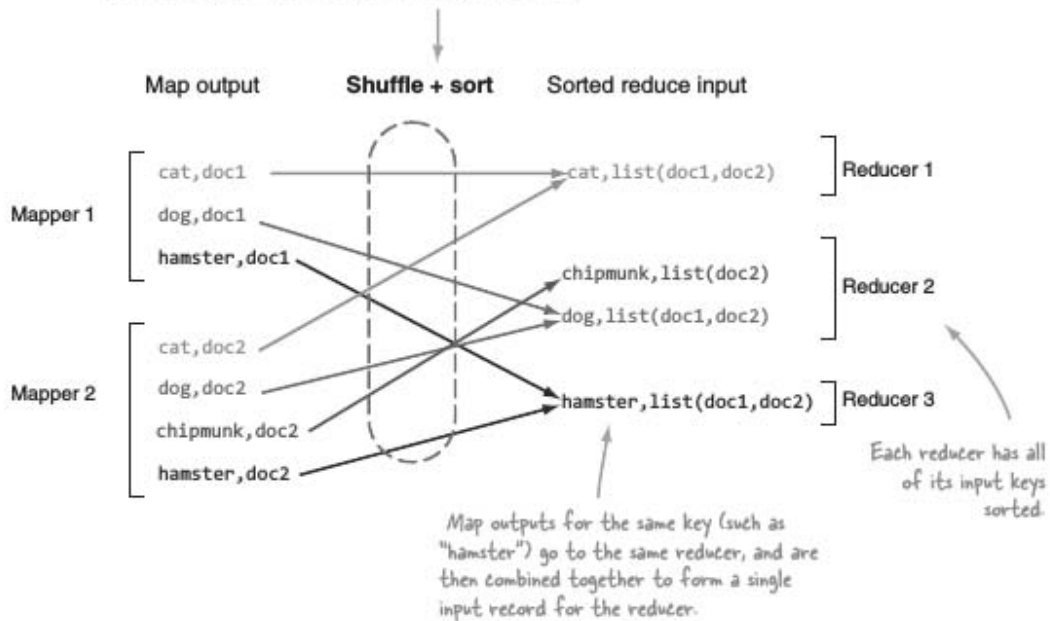 Map output
Shuffle + sort
Sorted reduce input
Mapper 1
cat,doc1
dog,doc1
hamster,doc1
Mapper 2
cat,doc2
dog,doc2
chipmunk,doc2
hamster,doc2
cat,list(doc1,doc2)
Reducer 1
chipmunk,list(doc2)
dog,list(doc1,doc2)
Reducer 2
hamster,list(doc1,doc2)
Reducer 3
Each reducer has all
of its input keys
sorted.
Map outputs for the same key (such as
"hamster") go to the same reducer, and are
then combined together to form a single
input record for the reducer.